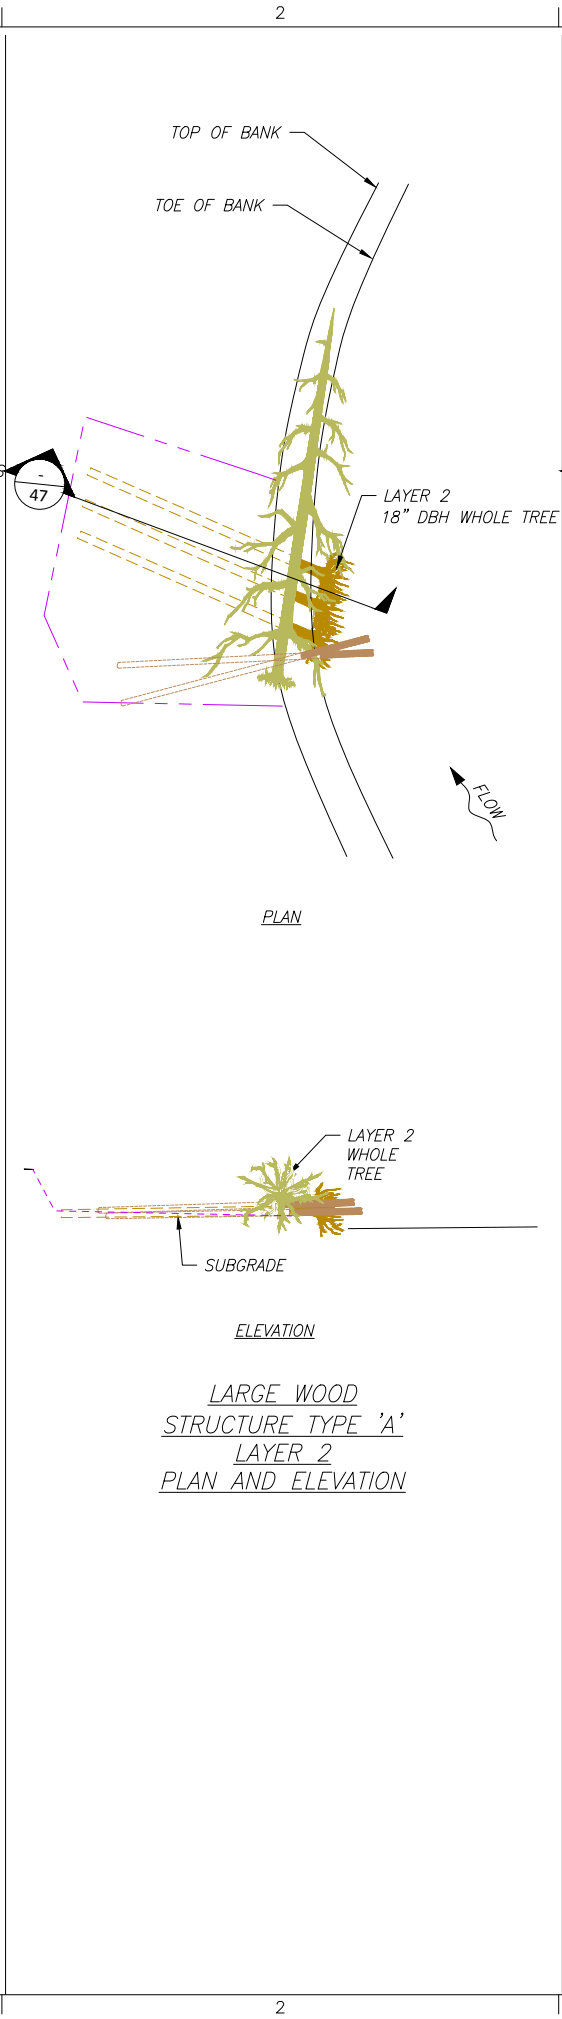 2
TOP OF BANK
TOE OF BANK
-
47
LAYER 2
18" DBH WHOLE TREE
FLOW
PLAN
LAYER 2
WHOLE
TREE
SUBGRADE
ELEVATION
LARGE WOOD
STRUCTURE TYPE 'A'
LAYER 2
PLAN AND ELEVATION
2